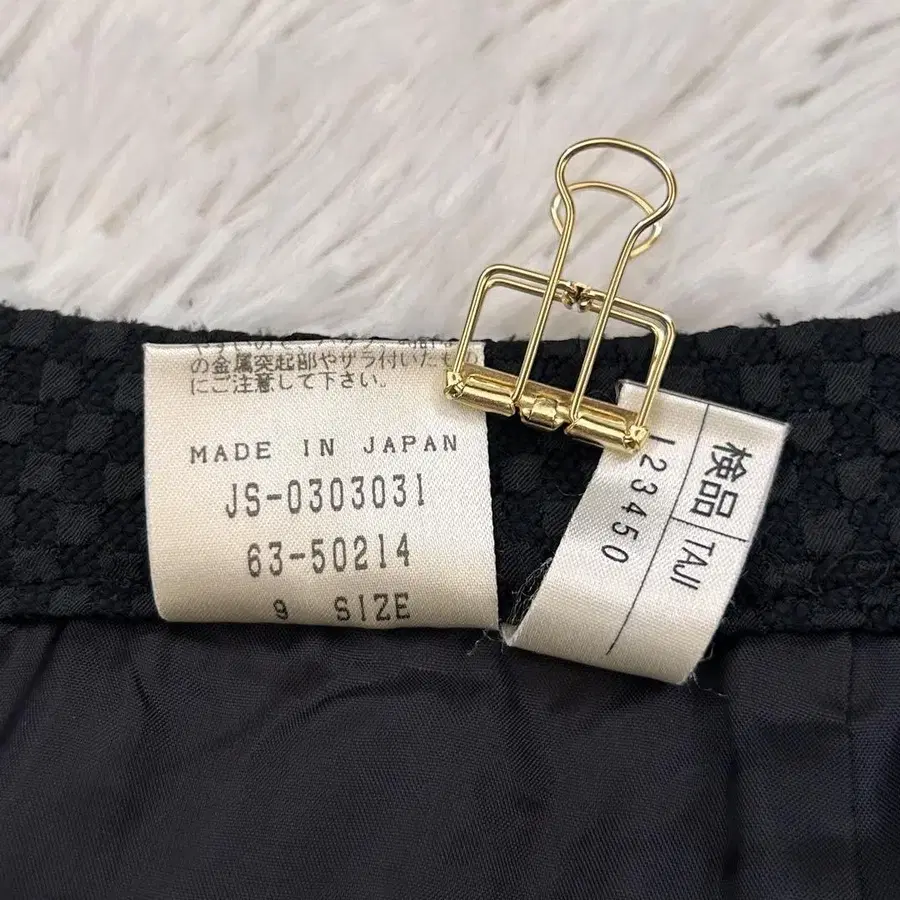 の金属突起部やザラ付いたもの
にご注意して下さい。
MADE IN JAPAN
JS-0303031
63-50214
9 SIZE
検品 TAJI
123450